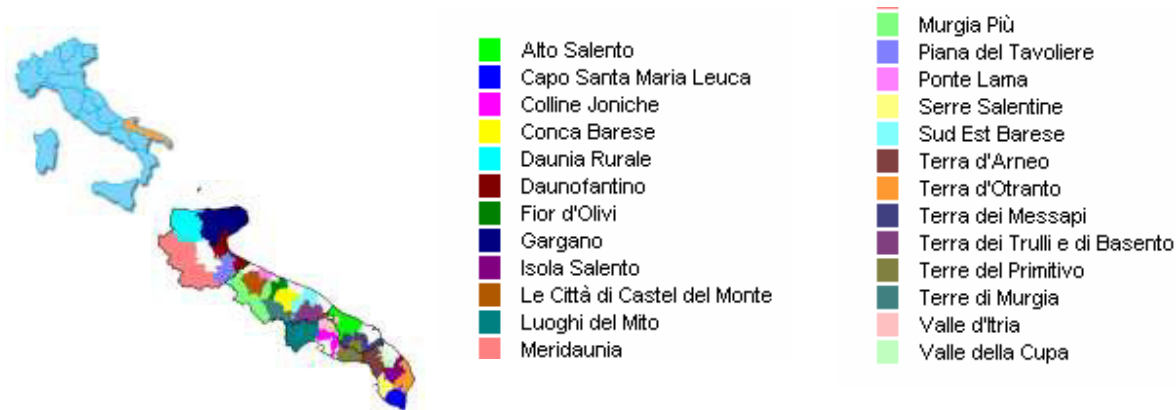 Alto Salento
Capo Santa Maria Leuca
Colline Joniche
Conca Barese
Daunia Rurale
Daunofantino
Fior d'Olivi
Gargano
Isola Salento
Le Città di Castel del Monte
Luoghi del Mito
Meridaunia
Murgia Più
Piana del Tavoliere
Ponte Lama
Serre Salentine
Sud Est Barese
Terra d'Arneo
Terra d'Otranto
Terra dei Messapi
Terra dei Trulli e di Basento
Terre del Primitivo
Terre di Murgia
Valle d'Itria
Valle della Cupa